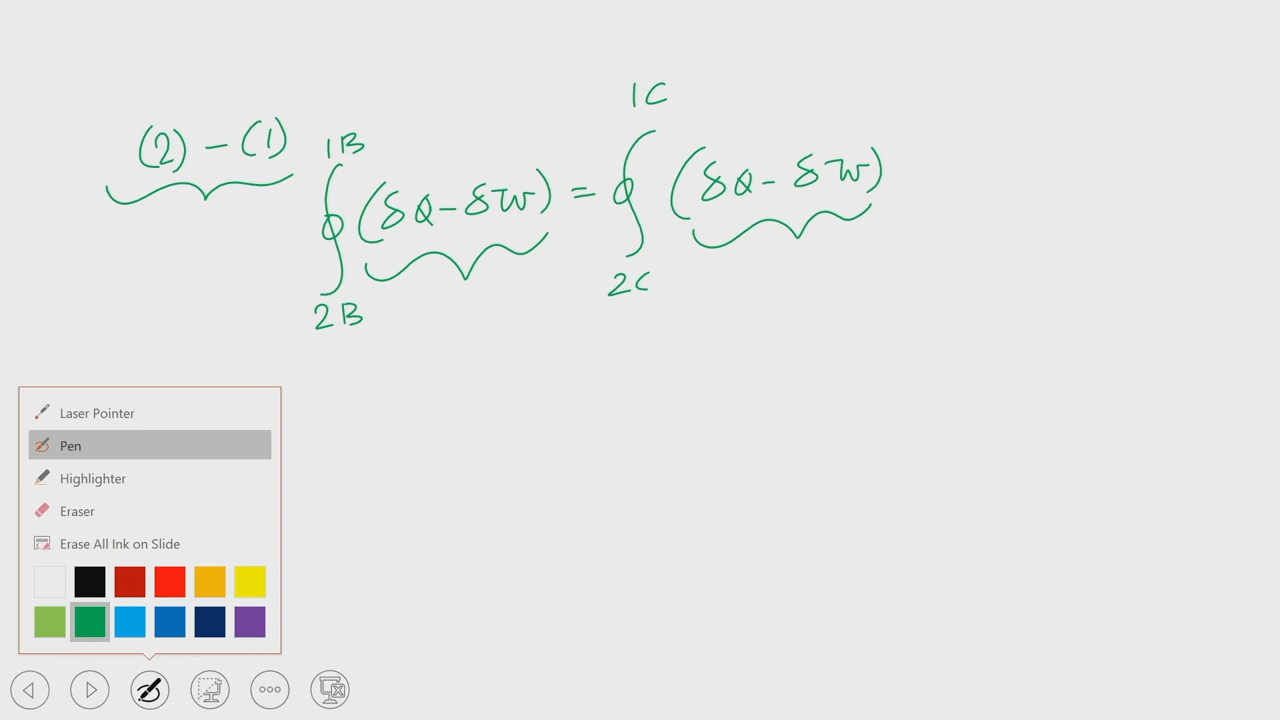 (2) – (1)
∮_{2B}^{1B} (δQ – δW) = ∮_{2C}^{1C} (δQ – δW)
Laser Pointer
Pen
Highlighter
Eraser
Erase All Ink on Slide